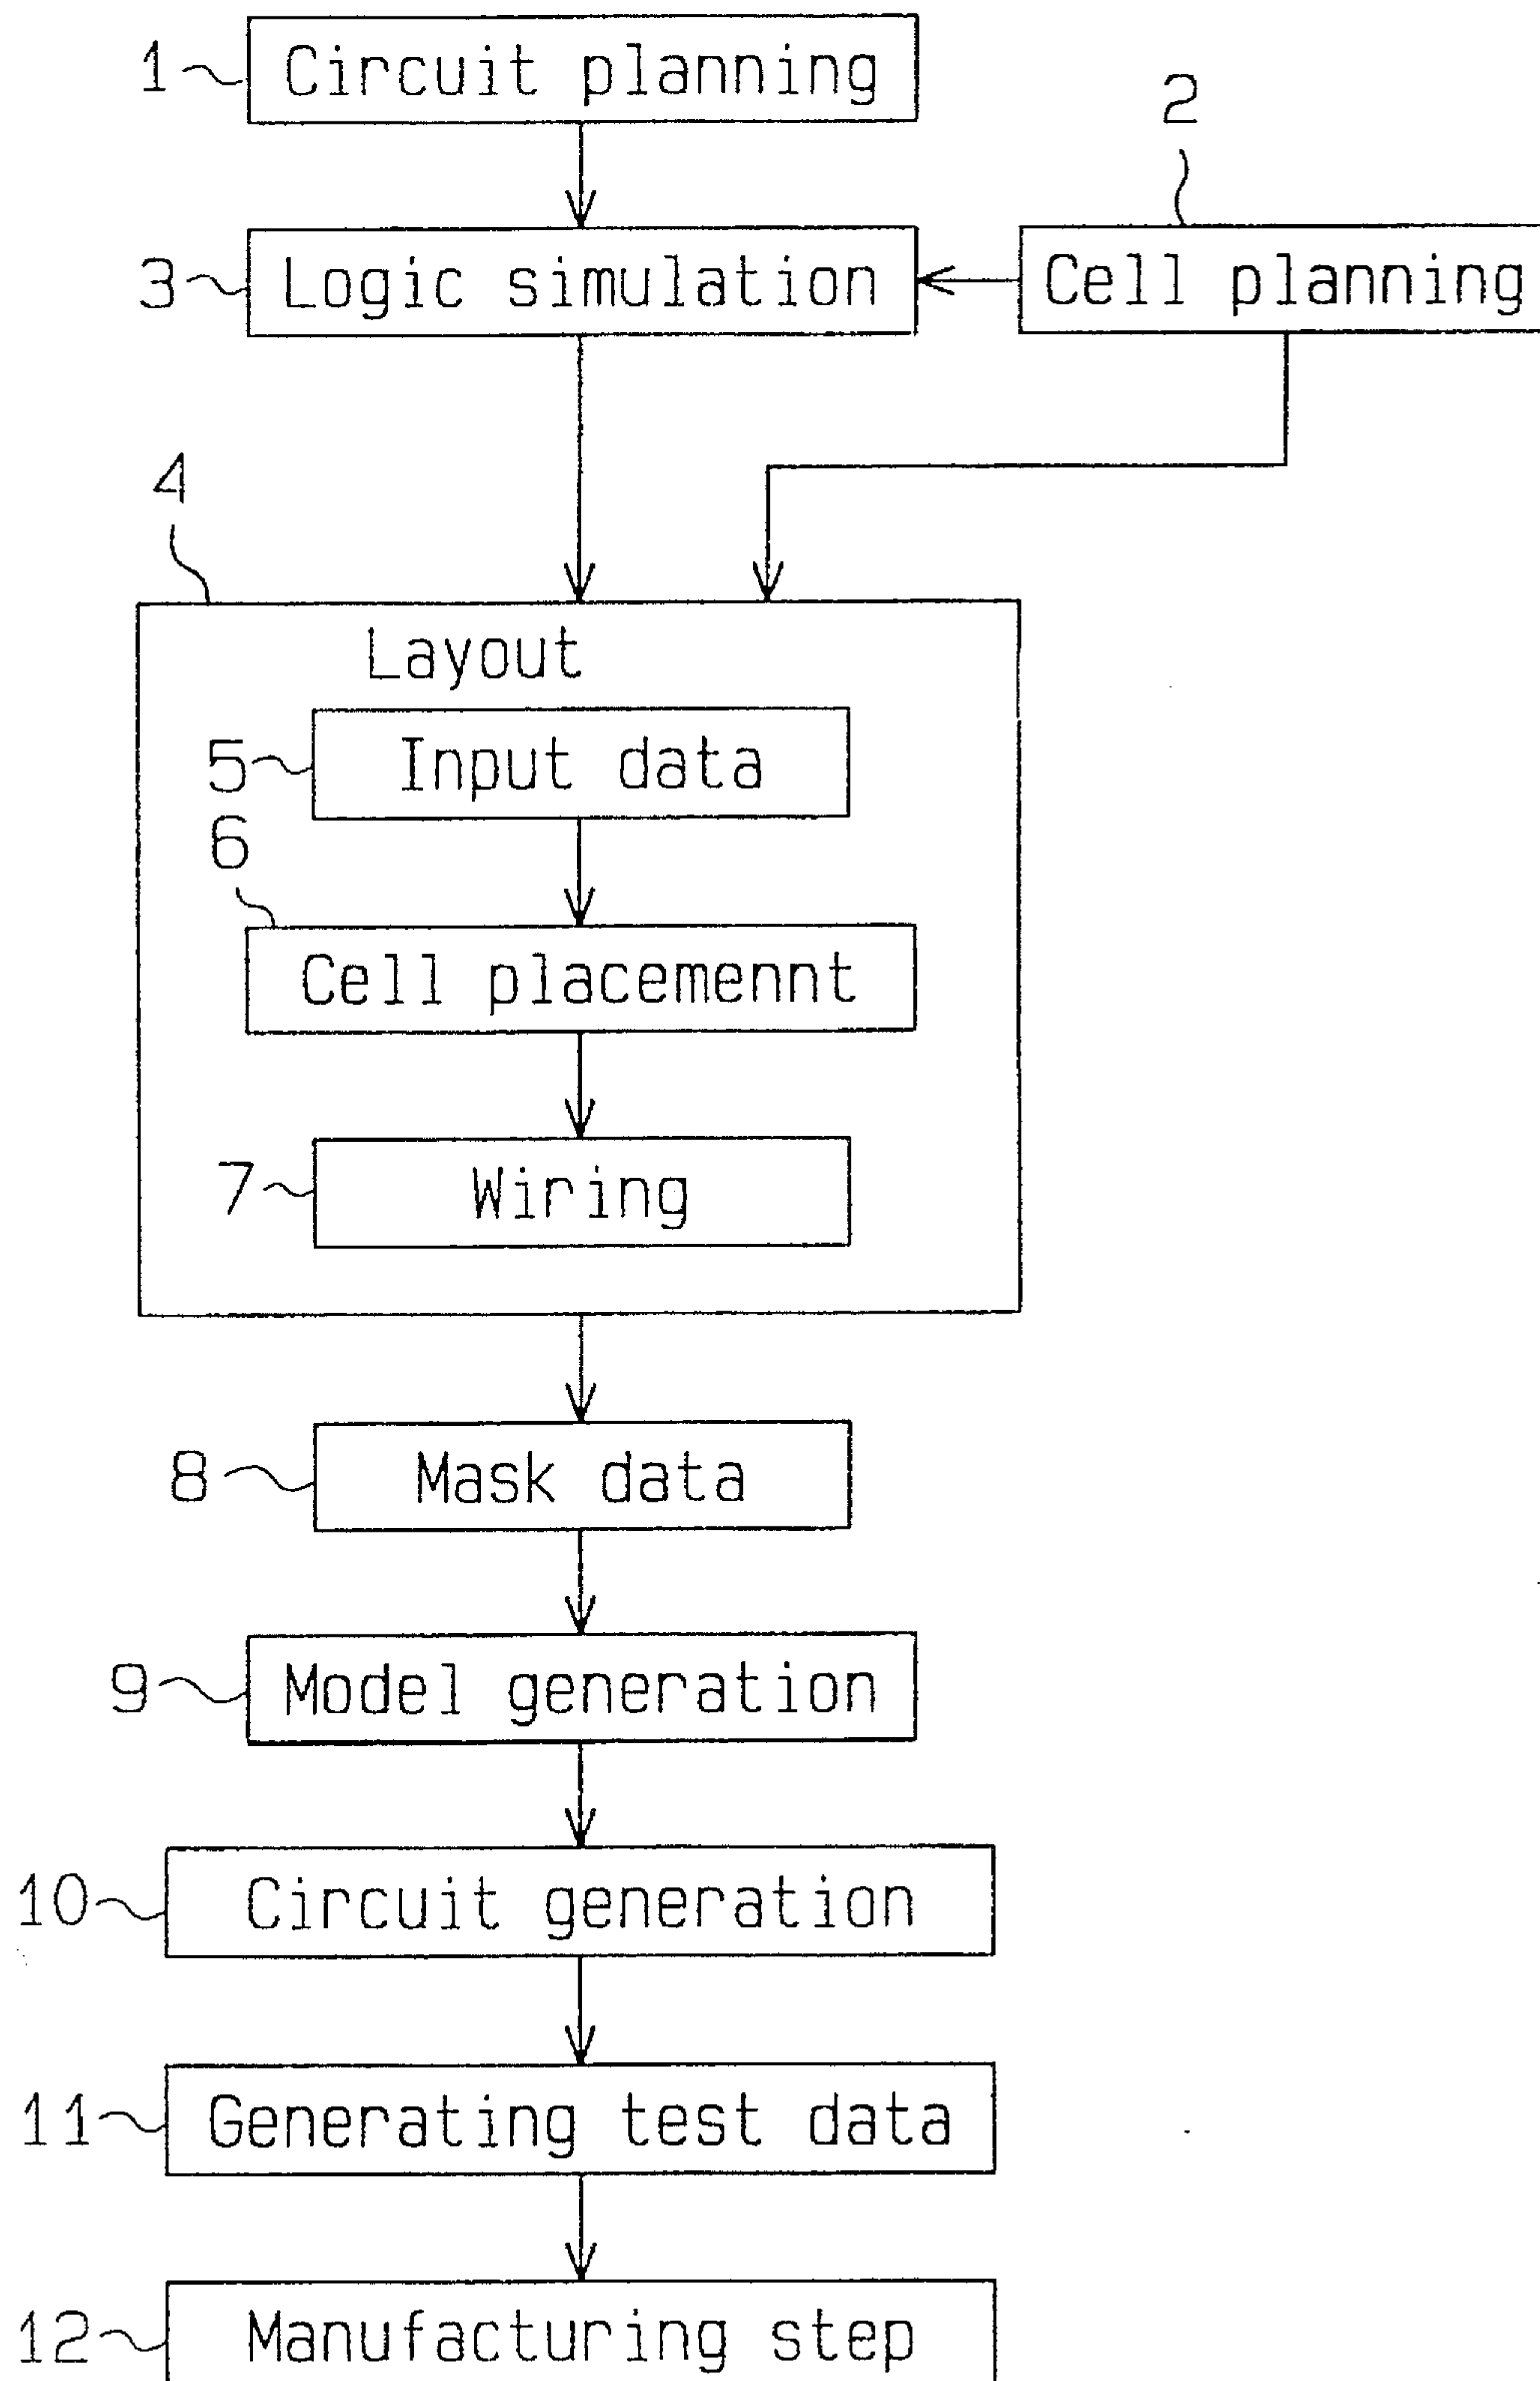 1 Circuit planning
2
3 Logic simulation
Cell planning
4
Layout
5 Input data
6
Cell placemennt
7 Wiring
8 Mask data
9 Model generation
10 Circuit generation
11 Generating test data
12 Manufacturing step